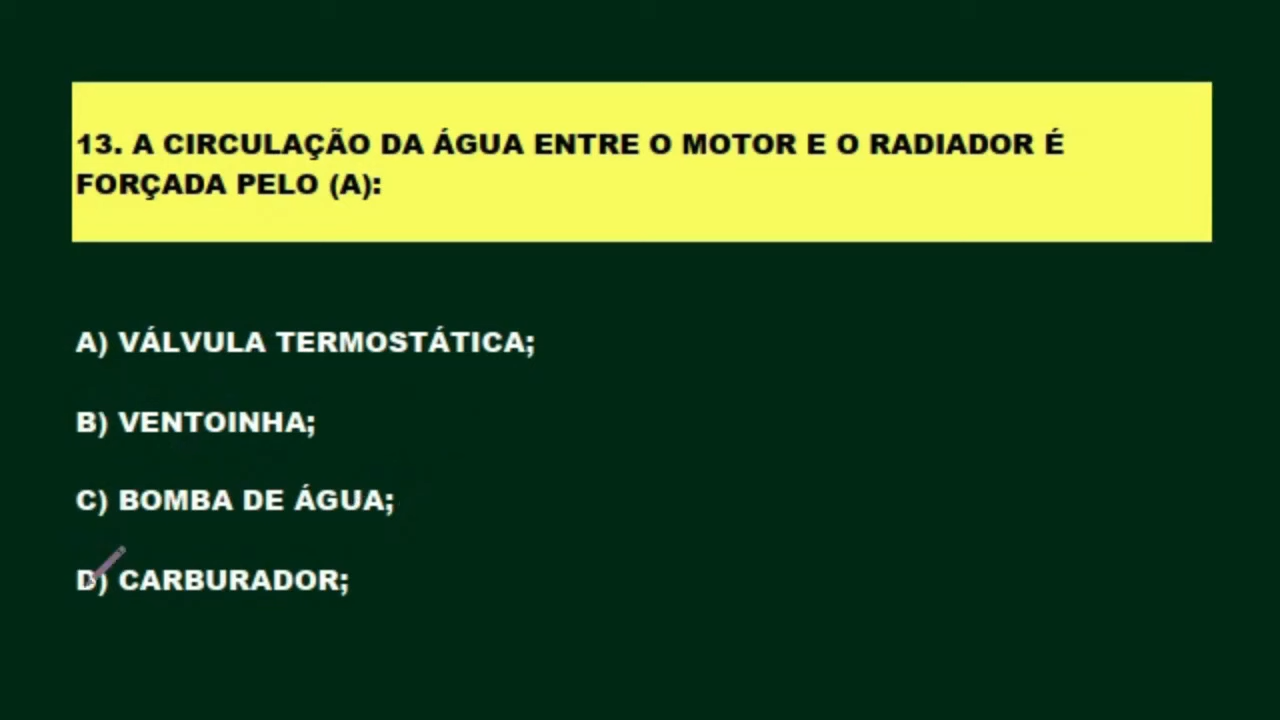 13. A CIRCULAÇÃO DA ÁGUA ENTRE O MOTOR E O RADIADOR É
FORÇADA PELO (A):
A) VÁLVULA TERMOSTÁTICA;
B) VENTOINHA;
C) BOMBA DE ÁGUA;
D) CARBURADOR;